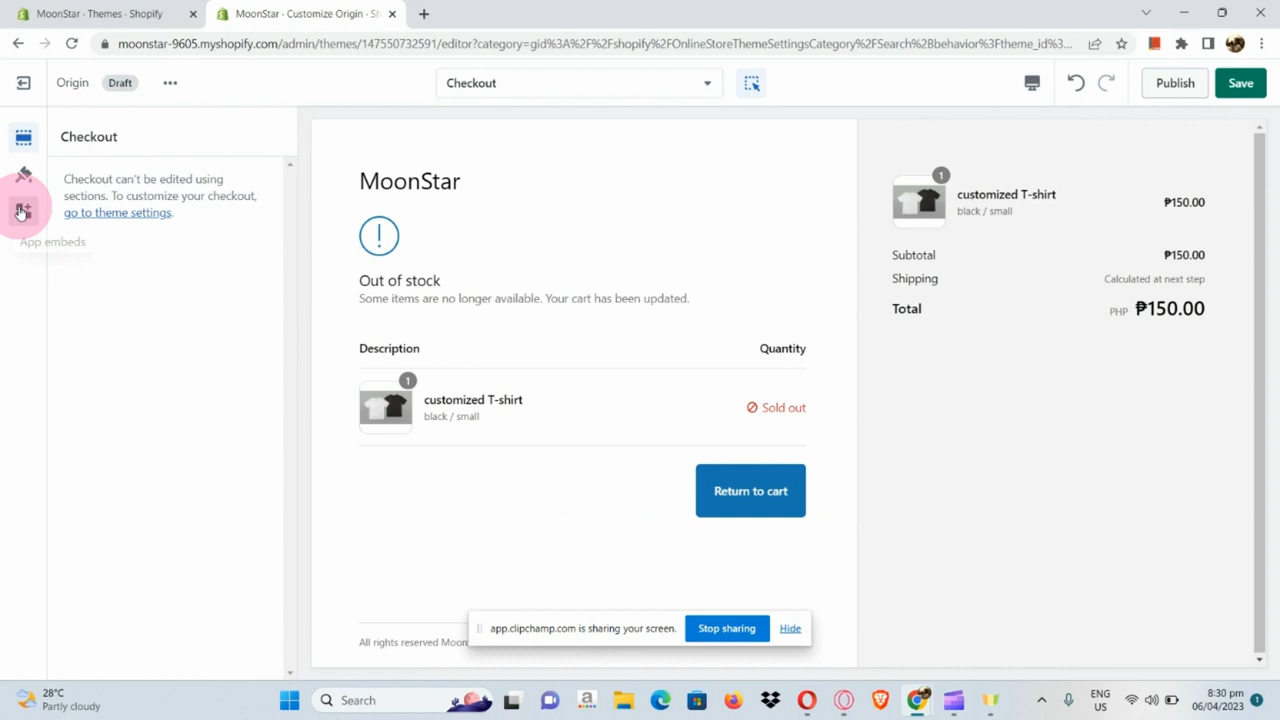 MoonStar · Themes · Shopify
MoonStar · Customize Origin · Sh
moonstar-9605.myshopify.com/admin/themes/147550732591/editor?category=gid%3A%2F%2Fshopify%2FOnlineStoreThemeSettingsCategory%2FSearch%2Bbehavior%3Ftheme_id%3...
Origin
Draft
Checkout
Publish
Save
Checkout
Checkout can't be edited using
sections. To customize your checkout,
go to theme settings.
App embeds
MoonStar
Out of stock
Some items are no longer available. Your cart has been updated.
Description
Quantity
1
customized T-shirt
black / small
Sold out
Return to cart
All rights reserved Moon
1
customized T-shirt
black / small
₱150.00
Subtotal
₱150.00
Shipping
Calculated at next step
Total
PHP ₱150.00
app.clipchamp.com is sharing your screen.
Stop sharing
Hide
28°C
Partly cloudy
Search
ENG
US
8:30 pm
06/04/2023
1